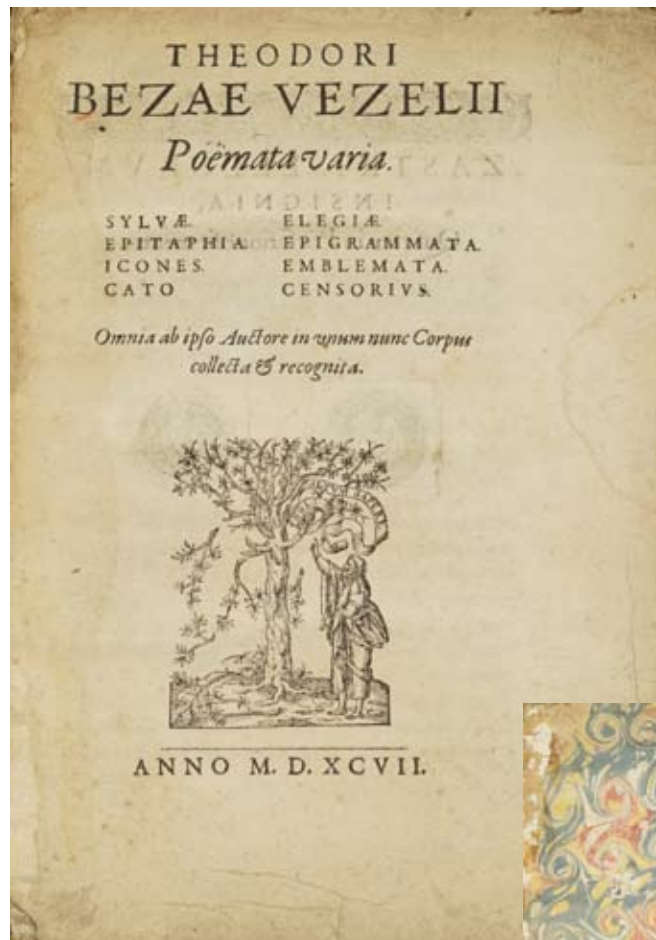 THEODORI
BEZAE VEZELII
Poëmata varia.
SYLVÆ. ELEGIÆ.
EPITAPHIA. EPIGRAMMATA.
ICONES. EMBLEMATA.
CATO CENSORIVS.
Omnia ab ipſo Auctore in unum nunc Corpus
collecta & recognita.
ANNO M. D. XCVII.